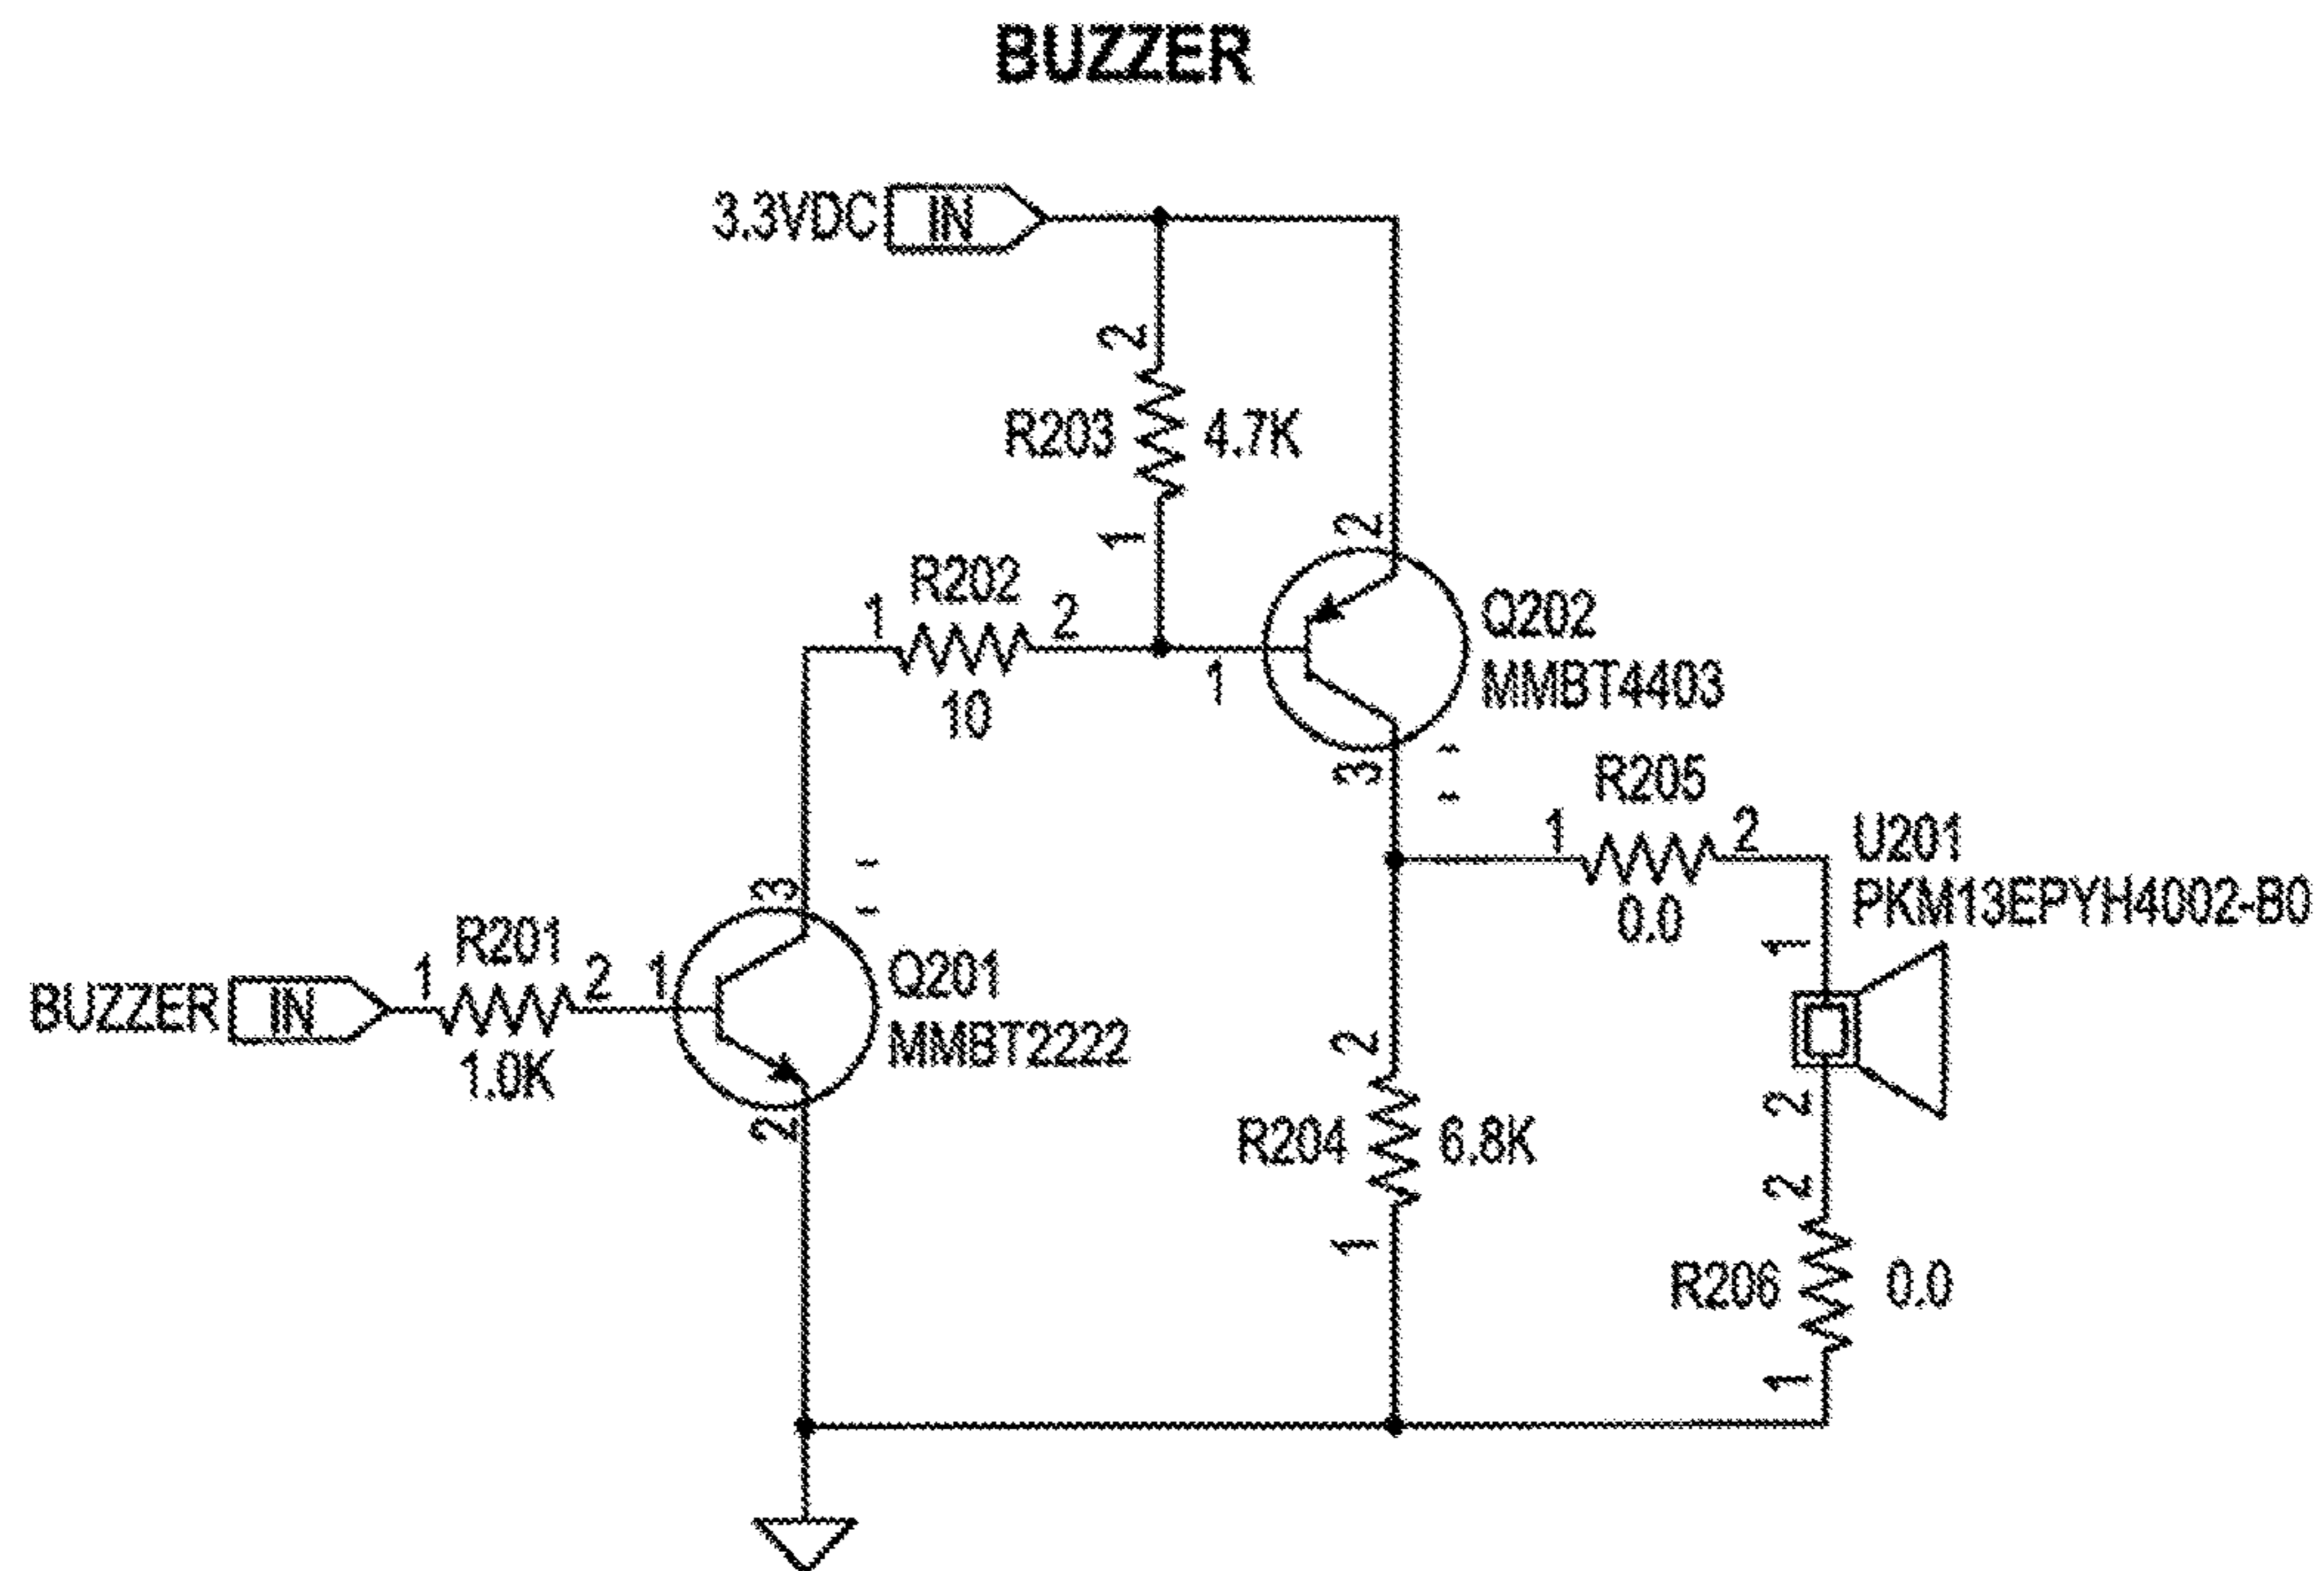 BUZZER
3.3VDC IN
2
R203 4.7K
1
2
R202
1 2
10
1
Q202
MMBT4403
3
R205
1 2
0.0
U201
PKM13EPYH4002-B0
1
3
R201
1 2 1
1.0K
BUZZER IN
Q201
MMBT2222
2
2
R204 6.8K
1
2
2
R206 0.0
1